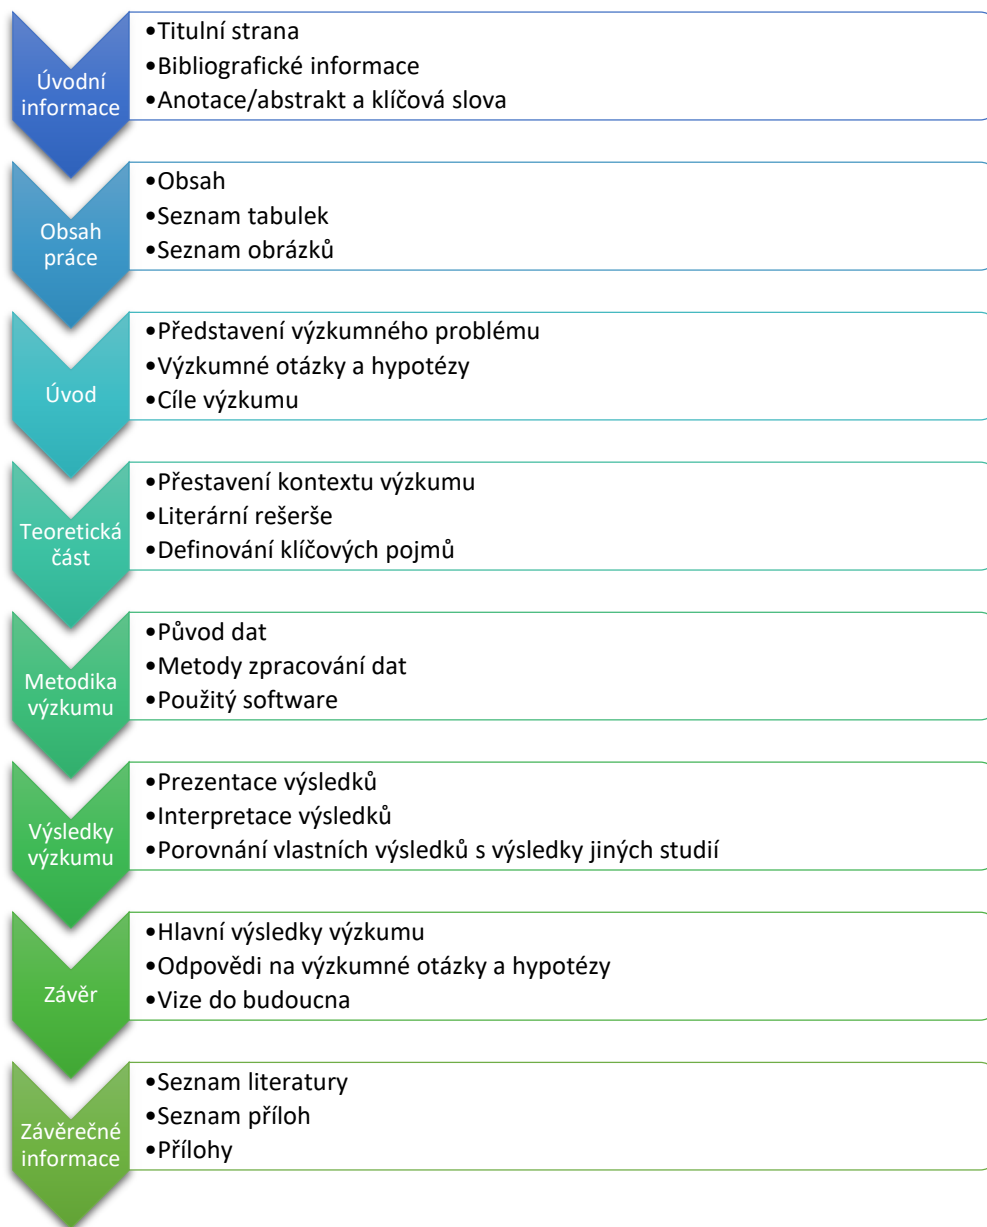 Úvodní
informace
•Titulní strana
•Bibliografické informace
•Anotace/abstrakt a klíčová slova
Obsah
práce
•Obsah
•Seznam tabulek
•Seznam obrázků
Úvod
•Představení výzkumného problému
•Výzkumné otázky a hypotézy
•Cíle výzkumu
Teoretická
část
•Přestavení kontextu výzkumu
•Literární rešerše
•Definování klíčových pojmů
Metodika
výzkumu
•Původ dat
•Metody zpracování dat
•Použitý software
Výsledky
výzkumu
•Prezentace výsledků
•Interpretace výsledků
•Porovnání vlastních výsledků s výsledky jiných studií
Závěr
•Hlavní výsledky výzkumu
•Odpovědi na výzkumné otázky a hypotézy
•Vize do budoucna
Závěrečné
informace
•Seznam literatury
•Seznam příloh
•Přílohy